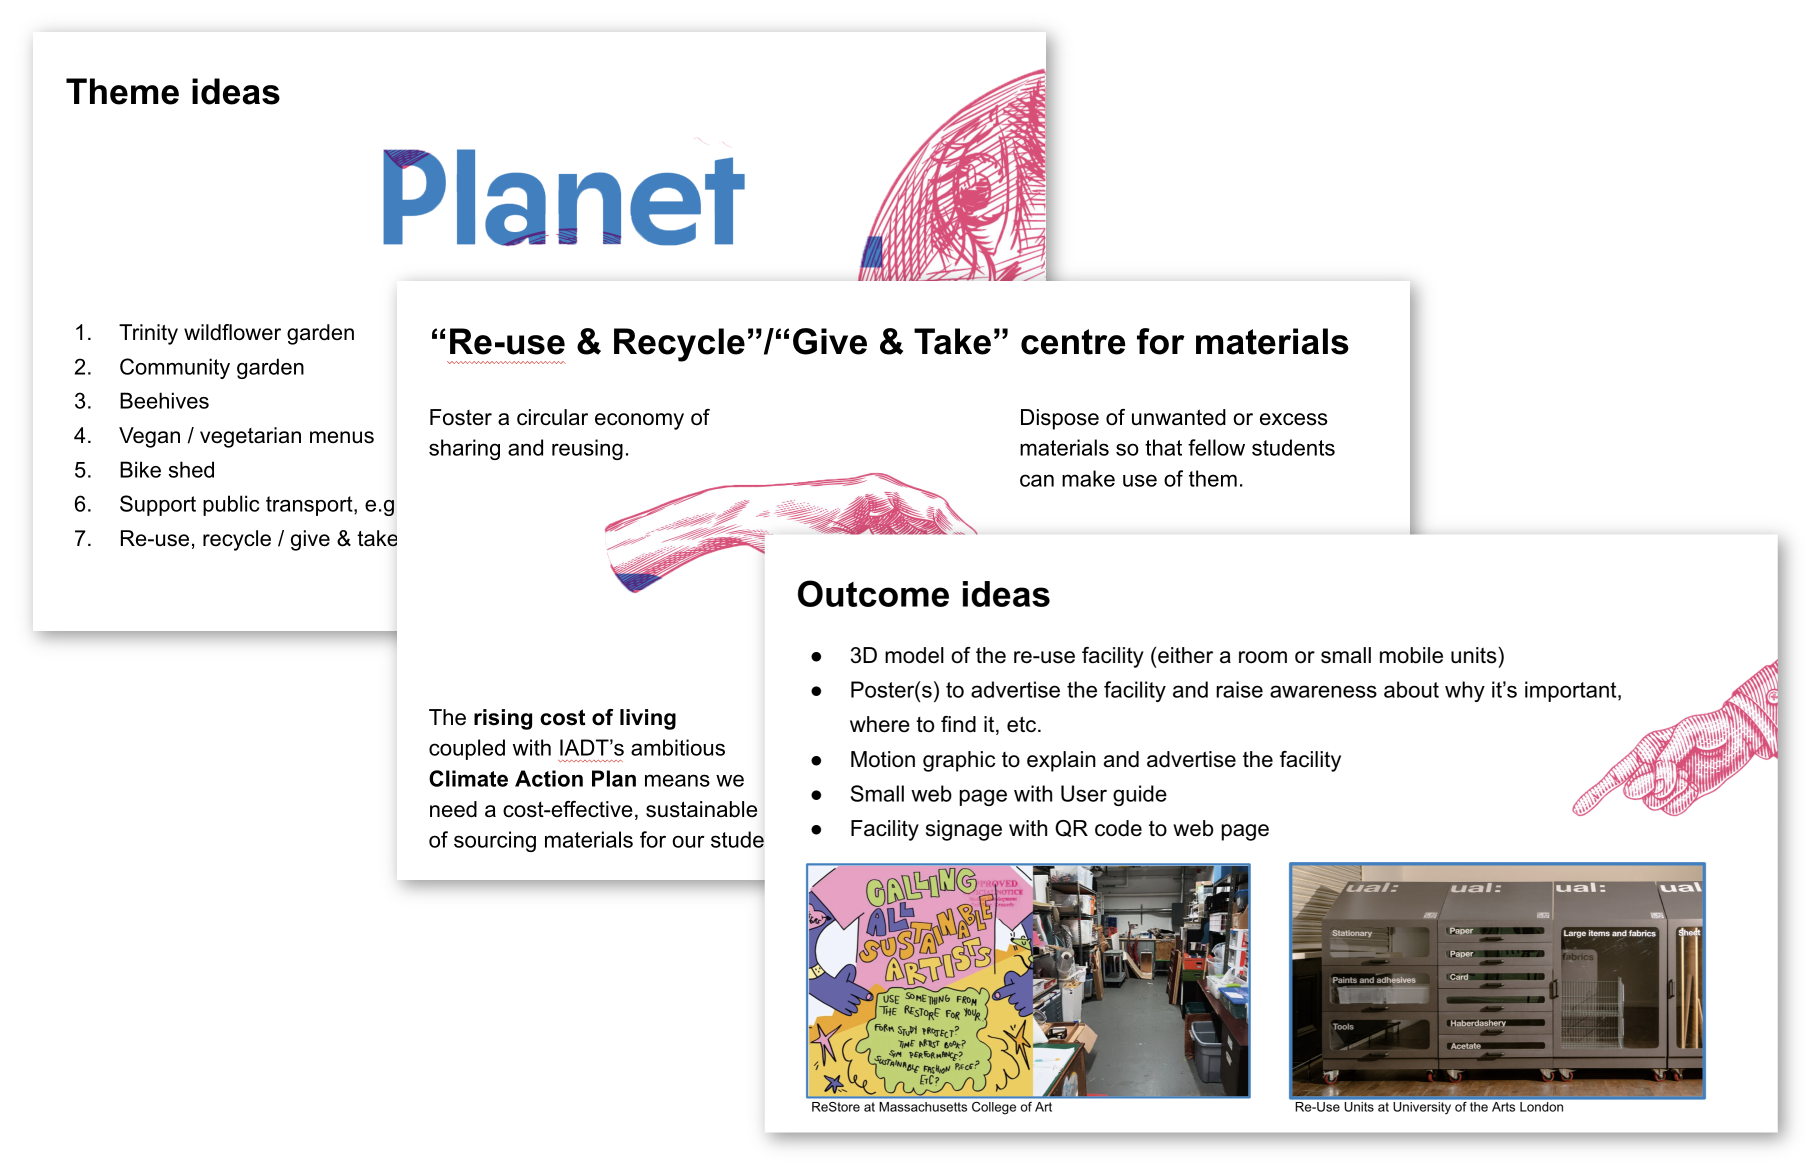 Theme ideas
Planet
1. Trinity wildflower garden
2. Community garden
3. Beehives
4. Vegan / vegetarian menus
5. Bike shed
6. Support public transport, e.g
7. Re-use, recycle / give & take
“Re-use & Recycle”/“Give & Take” centre for materials
Foster a circular economy of
sharing and reusing.
Dispose of unwanted or excess
materials so that fellow students
can make use of them.
The rising cost of living
coupled with IADT’s ambitious
Climate Action Plan means we
need a cost-effective, sustainable
of sourcing materials for our stude
Outcome ideas
● 3D model of the re-use facility (either a room or small mobile units)
● Poster(s) to advertise the facility and raise awareness about why it’s important,
where to find it, etc.
● Motion graphic to explain and advertise the facility
● Small web page with User guide
● Facility signage with QR code to web page
CALLING
ALL
SUSTAINABLE
ARTISTS
USE SOMETHING FROM
THE RESTORE FOR YOUR
FORM STUDY PROJECT?
TIME ARTIST BOOK?
SIM PERFORMANCE?
SUSTAINABLE FASHION PIECE?
ETC?
ReStore at Massachusetts College of Art
ual: ual: ual: ual
Stationary
Paints and adhesives
Tools
Paper
Paper
Card
Haberdashery
Acetate
Large items and fabrics
fabrics
Sheet
Re-Use Units at University of the Arts London